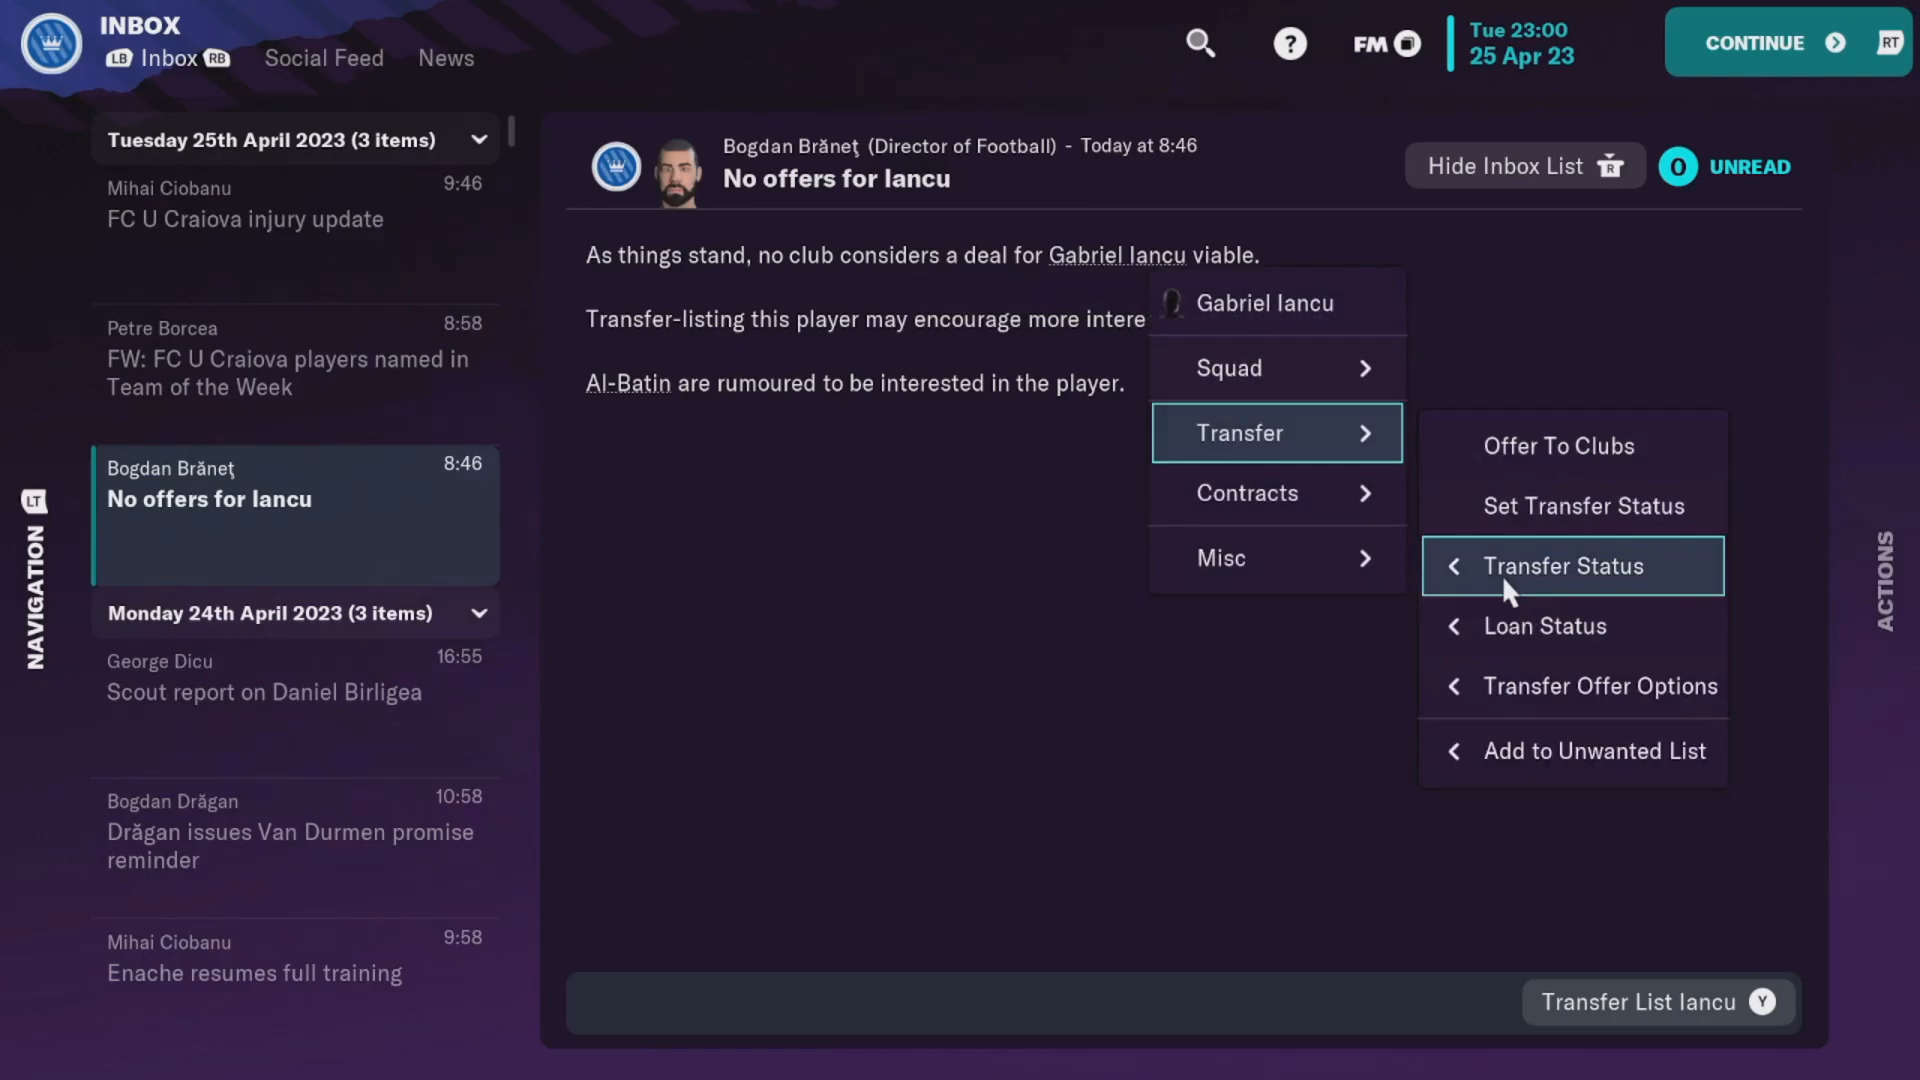 INBOX
LB Inbox RB Social Feed News
FM
Tue 23:00
25 Apr 23
CONTINUE RT
Tuesday 25th April 2023 (3 items)
Mihai Ciobanu 9:46
FC U Craiova injury update
Petre Borcea 8:58
FW: FC U Craiova players named in
Team of the Week
Bogdan Brăneţ 8:46
No offers for Iancu
Monday 24th April 2023 (3 items)
George Dicu 16:55
Scout report on Daniel Birligea
Bogdan Drăgan 10:58
Drăgan issues Van Durmen promise
reminder
Mihai Ciobanu 9:58
Enache resumes full training
LT
NAVIGATION
Bogdan Brăneţ (Director of Football) - Today at 8:46
No offers for Iancu
Hide Inbox List R
0 UNREAD
As things stand, no club considers a deal for Gabriel Iancu viable.
Transfer-listing this player may encourage more intere
Al-Batin are rumoured to be interested in the player.
Gabriel Iancu
Squad
Transfer
Contracts
Misc
Offer To Clubs
Set Transfer Status
Transfer Status
Loan Status
Transfer Offer Options
Add to Unwanted List
ACTIONS
Transfer List Iancu Y